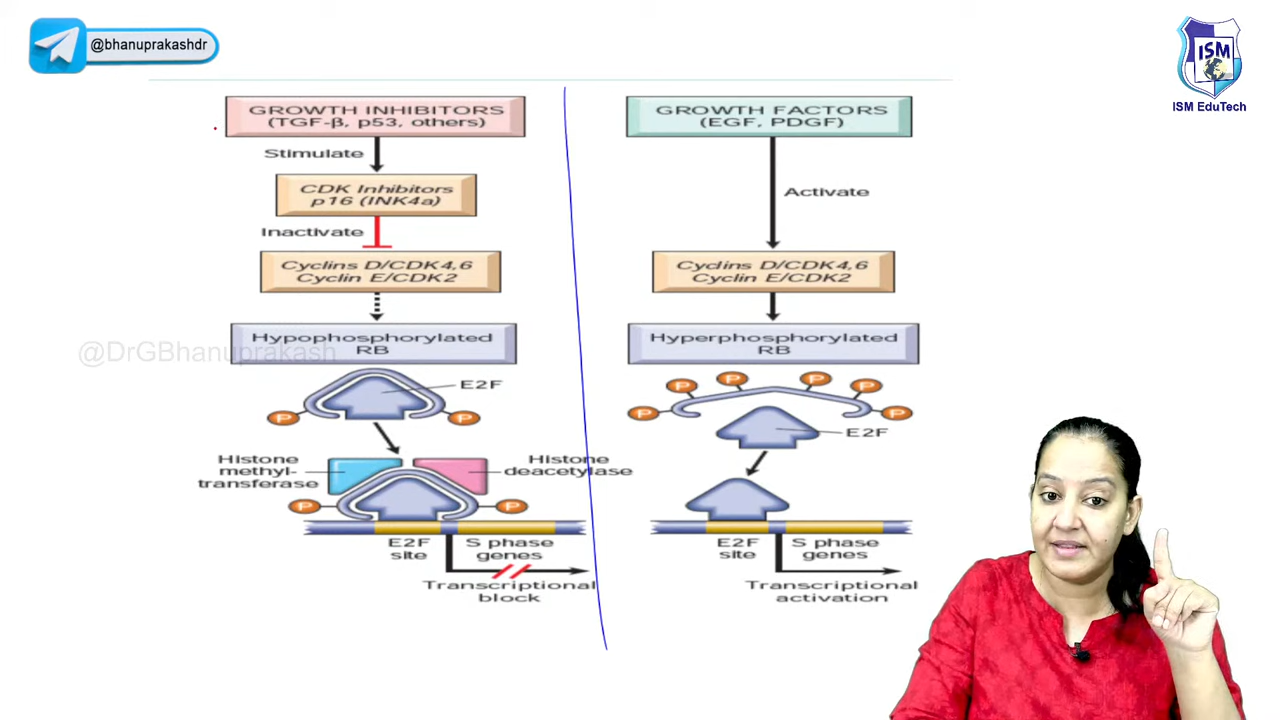 @bhanuprakashdr
ISM
ISM EduTech
GROWTH INHIBITORS
(TGF-β, p53, others)
Stimulate
CDK Inhibitors
p16 (INK4a)
Inactivate
Cyclins D/CDK4,6
Cyclin E/CDK2
Hypophosphorylated
RB
@DrGBhanuprakash
E2F
P
P
Histone
methyl-
transferase
Histone
deacetylase
P
P
E2F
site
S phase
genes
Transcriptional
block
GROWTH FACTORS
(EGF, PDGF)
Activate
Cyclins D/CDK4,6
Cyclin E/CDK2
Hyperphosphorylated
RB
P
P
P
P
P
P
E2F
E2F
site
S phase
genes
Transcriptional
activation